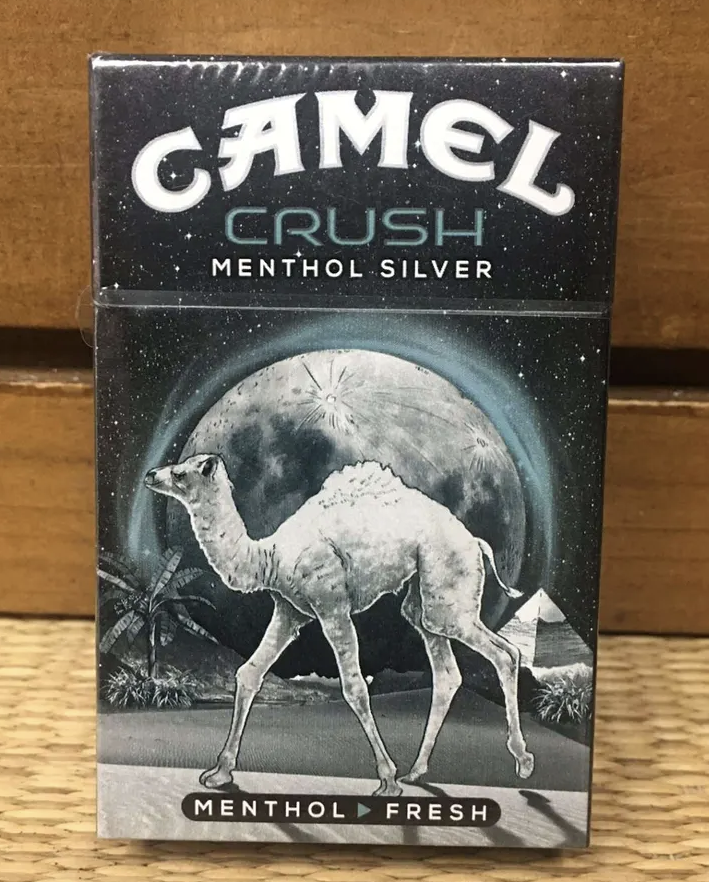 CAMEL
CRUSH
MENTHOL SILVER
MENTHOL ▶ FRESH